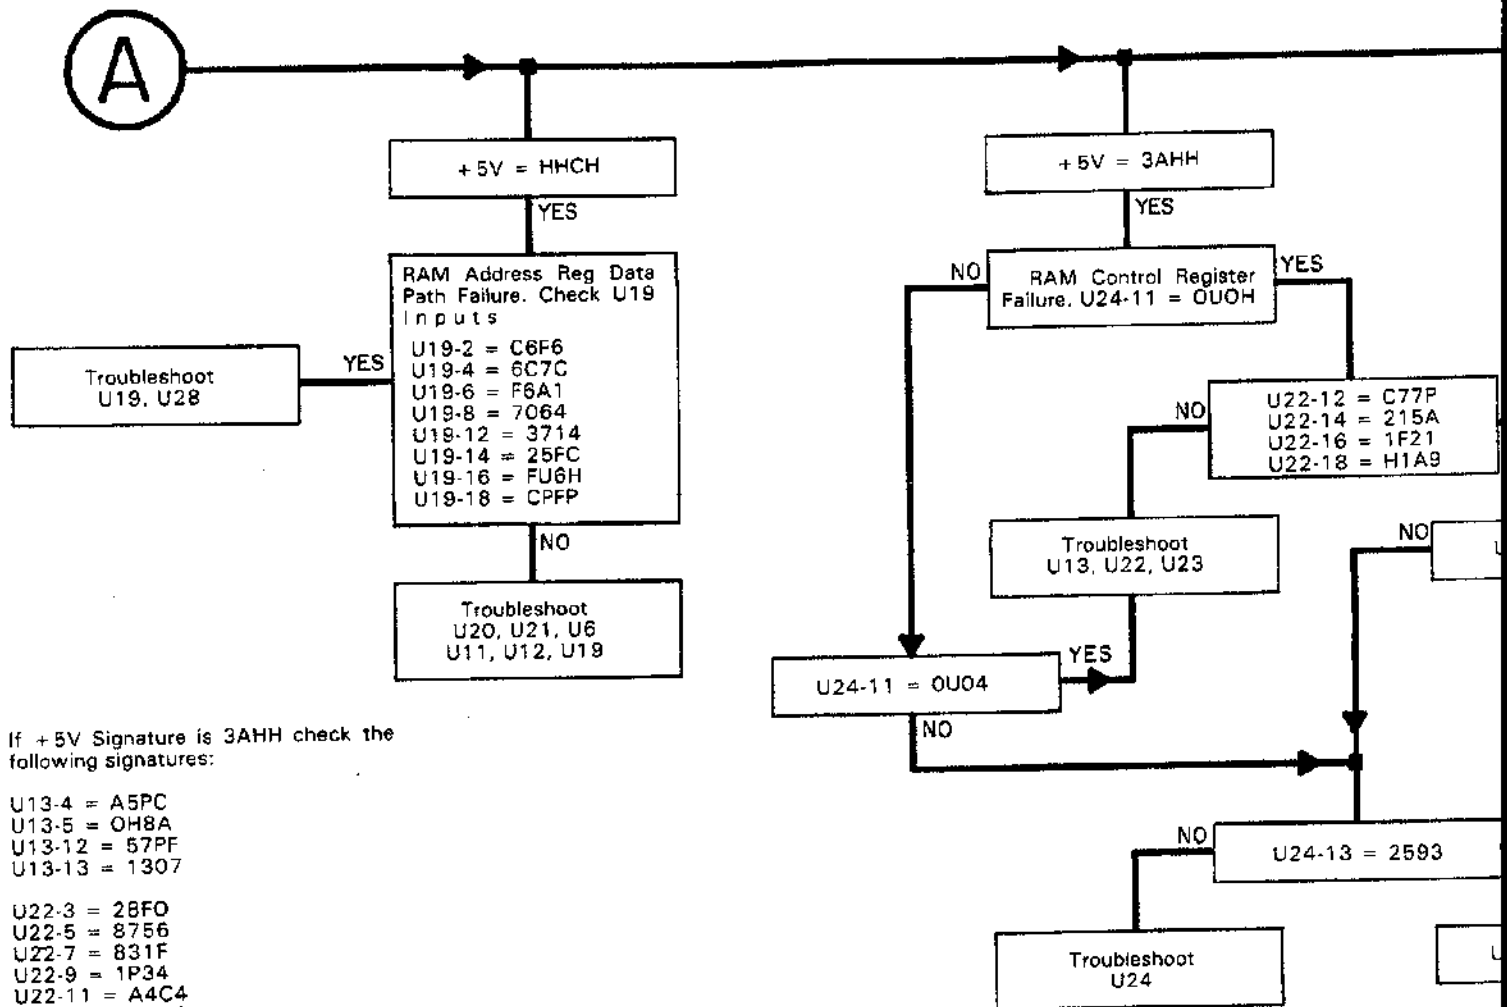 A
+5V = HHCH
YES
RAM Address Reg Data
Path Failure. Check U19
Inputs
U19-2 = C6F6
U19-4 = 6C7C
U19-6 = F6A1
U19-8 = 7064
U19-12 = 3714
U19-14 = 25FC
U19-16 = FU6H
U19-18 = CPFP
YES
Troubleshoot
U19, U28
NO
Troubleshoot
U20, U21, U6
U11, U12, U19
+5V = 3AHH
YES
NO
RAM Control Register
Failure. U24-11 = 0U0H
YES
U22-12 = C77P
U22-14 = 215A
U22-16 = 1F21
U22-18 = H1A9
NO
Troubleshoot
U13, U22, U23
NO
U24-11 = 0U04
YES
NO
NO
U24-13 = 2593
Troubleshoot
U24
If +5V Signature is 3AHH check the
following signatures:
U13-4 = A5PC
U13-5 = 0H8A
U13-12 = 57PF
U13-13 = 1307
U22-3 = 28F0
U22-5 = 8756
U22-7 = 831F
U22-9 = 1P34
U22-11 = A4C4